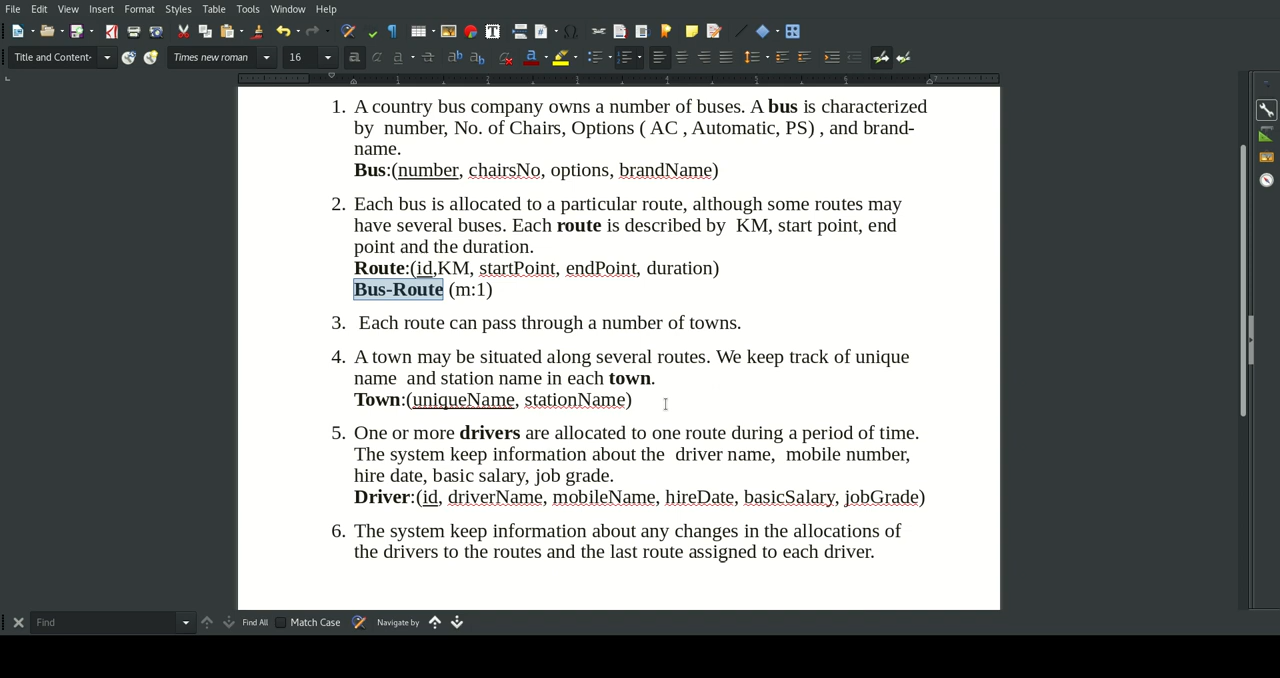 File Edit View Insert Format Styles Table Tools Window Help
Title and Content- Times new roman 16
1. A country bus company owns a number of buses. A bus is characterized
by number, No. of Chairs, Options ( AC , Automatic, PS) , and brand-
name.
Bus:(number, chairsNo, options, brandName)
2. Each bus is allocated to a particular route, although some routes may
have several buses. Each route is described by KM, start point, end
point and the duration.
Route:(id,KM, startPoint, endPoint, duration)
Bus-Route (m:1)
3. Each route can pass through a number of towns.
4. A town may be situated along several routes. We keep track of unique
name and station name in each town.
Town:(uniqueName, stationName)
5. One or more drivers are allocated to one route during a period of time.
The system keep information about the driver name, mobile number,
hire date, basic salary, job grade.
Driver:(id, driverName, mobileName, hireDate, basicSalary, jobGrade)
6. The system keep information about any changes in the allocations of
the drivers to the routes and the last route assigned to each driver.
Find Find All Match Case Navigate by